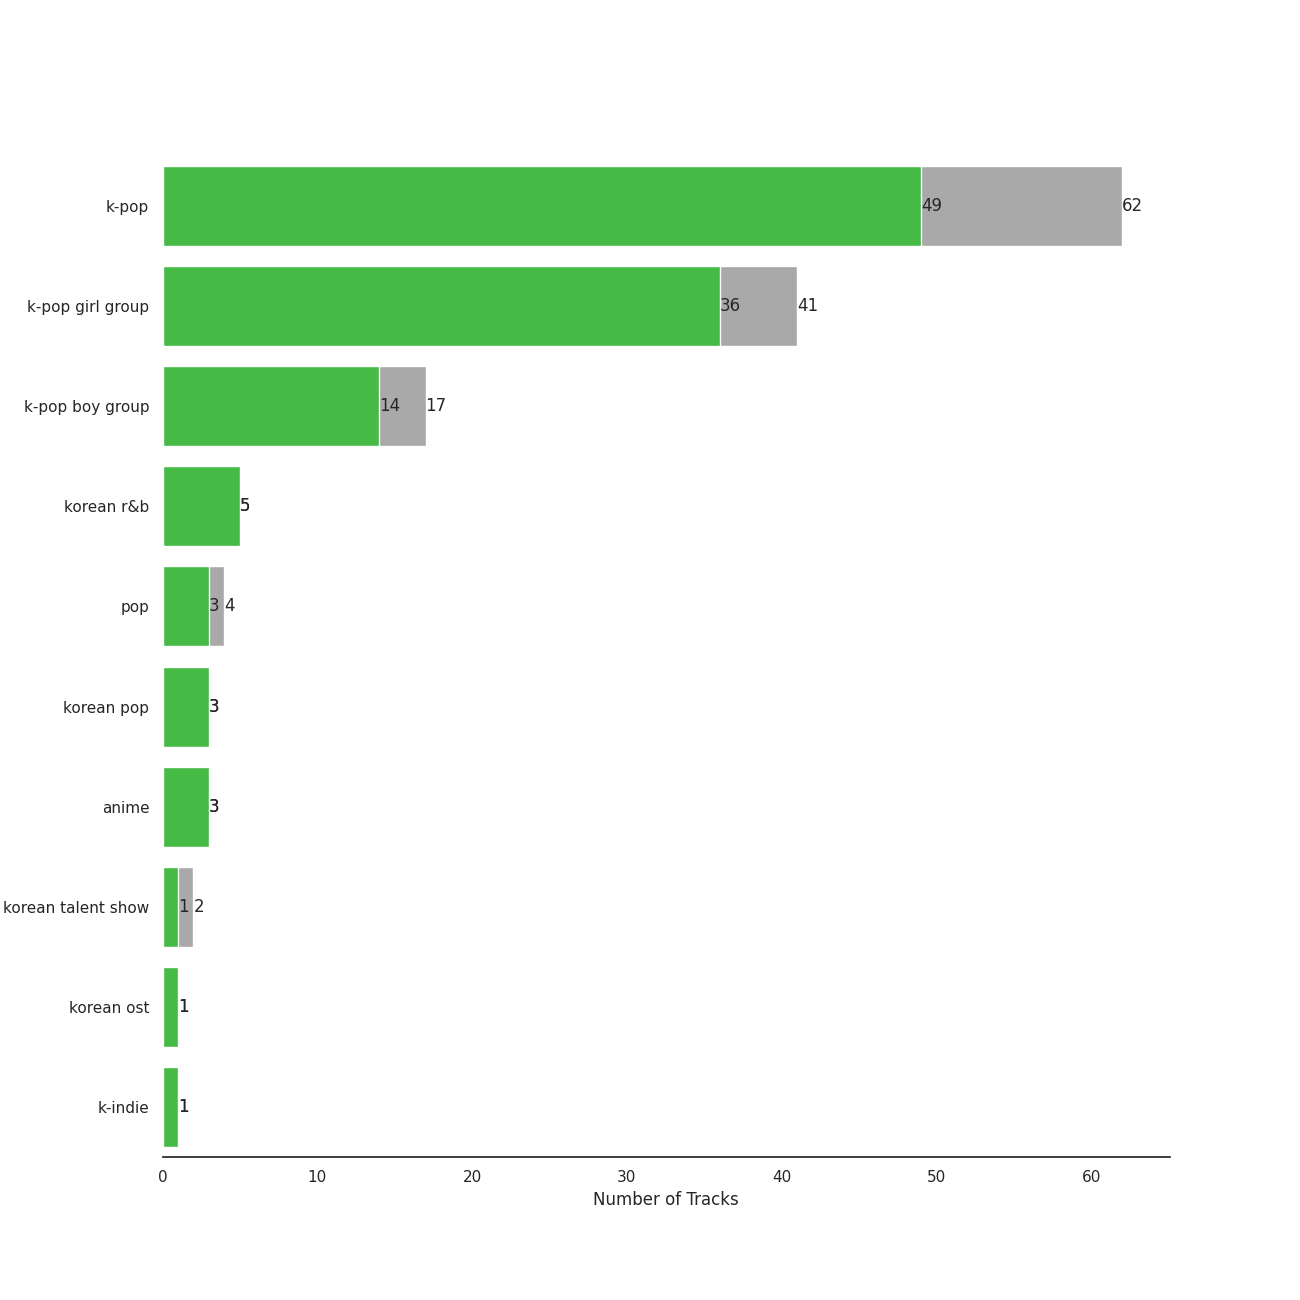 k-pop 49 62
k-pop girl group 36 41
k-pop boy group 14 17
korean r&b 5
pop 3 4
korean pop 3
anime 3
korean talent show 1 2
korean ost 1
k-indie 1
0 10 20 30 40 50 60
Number of Tracks